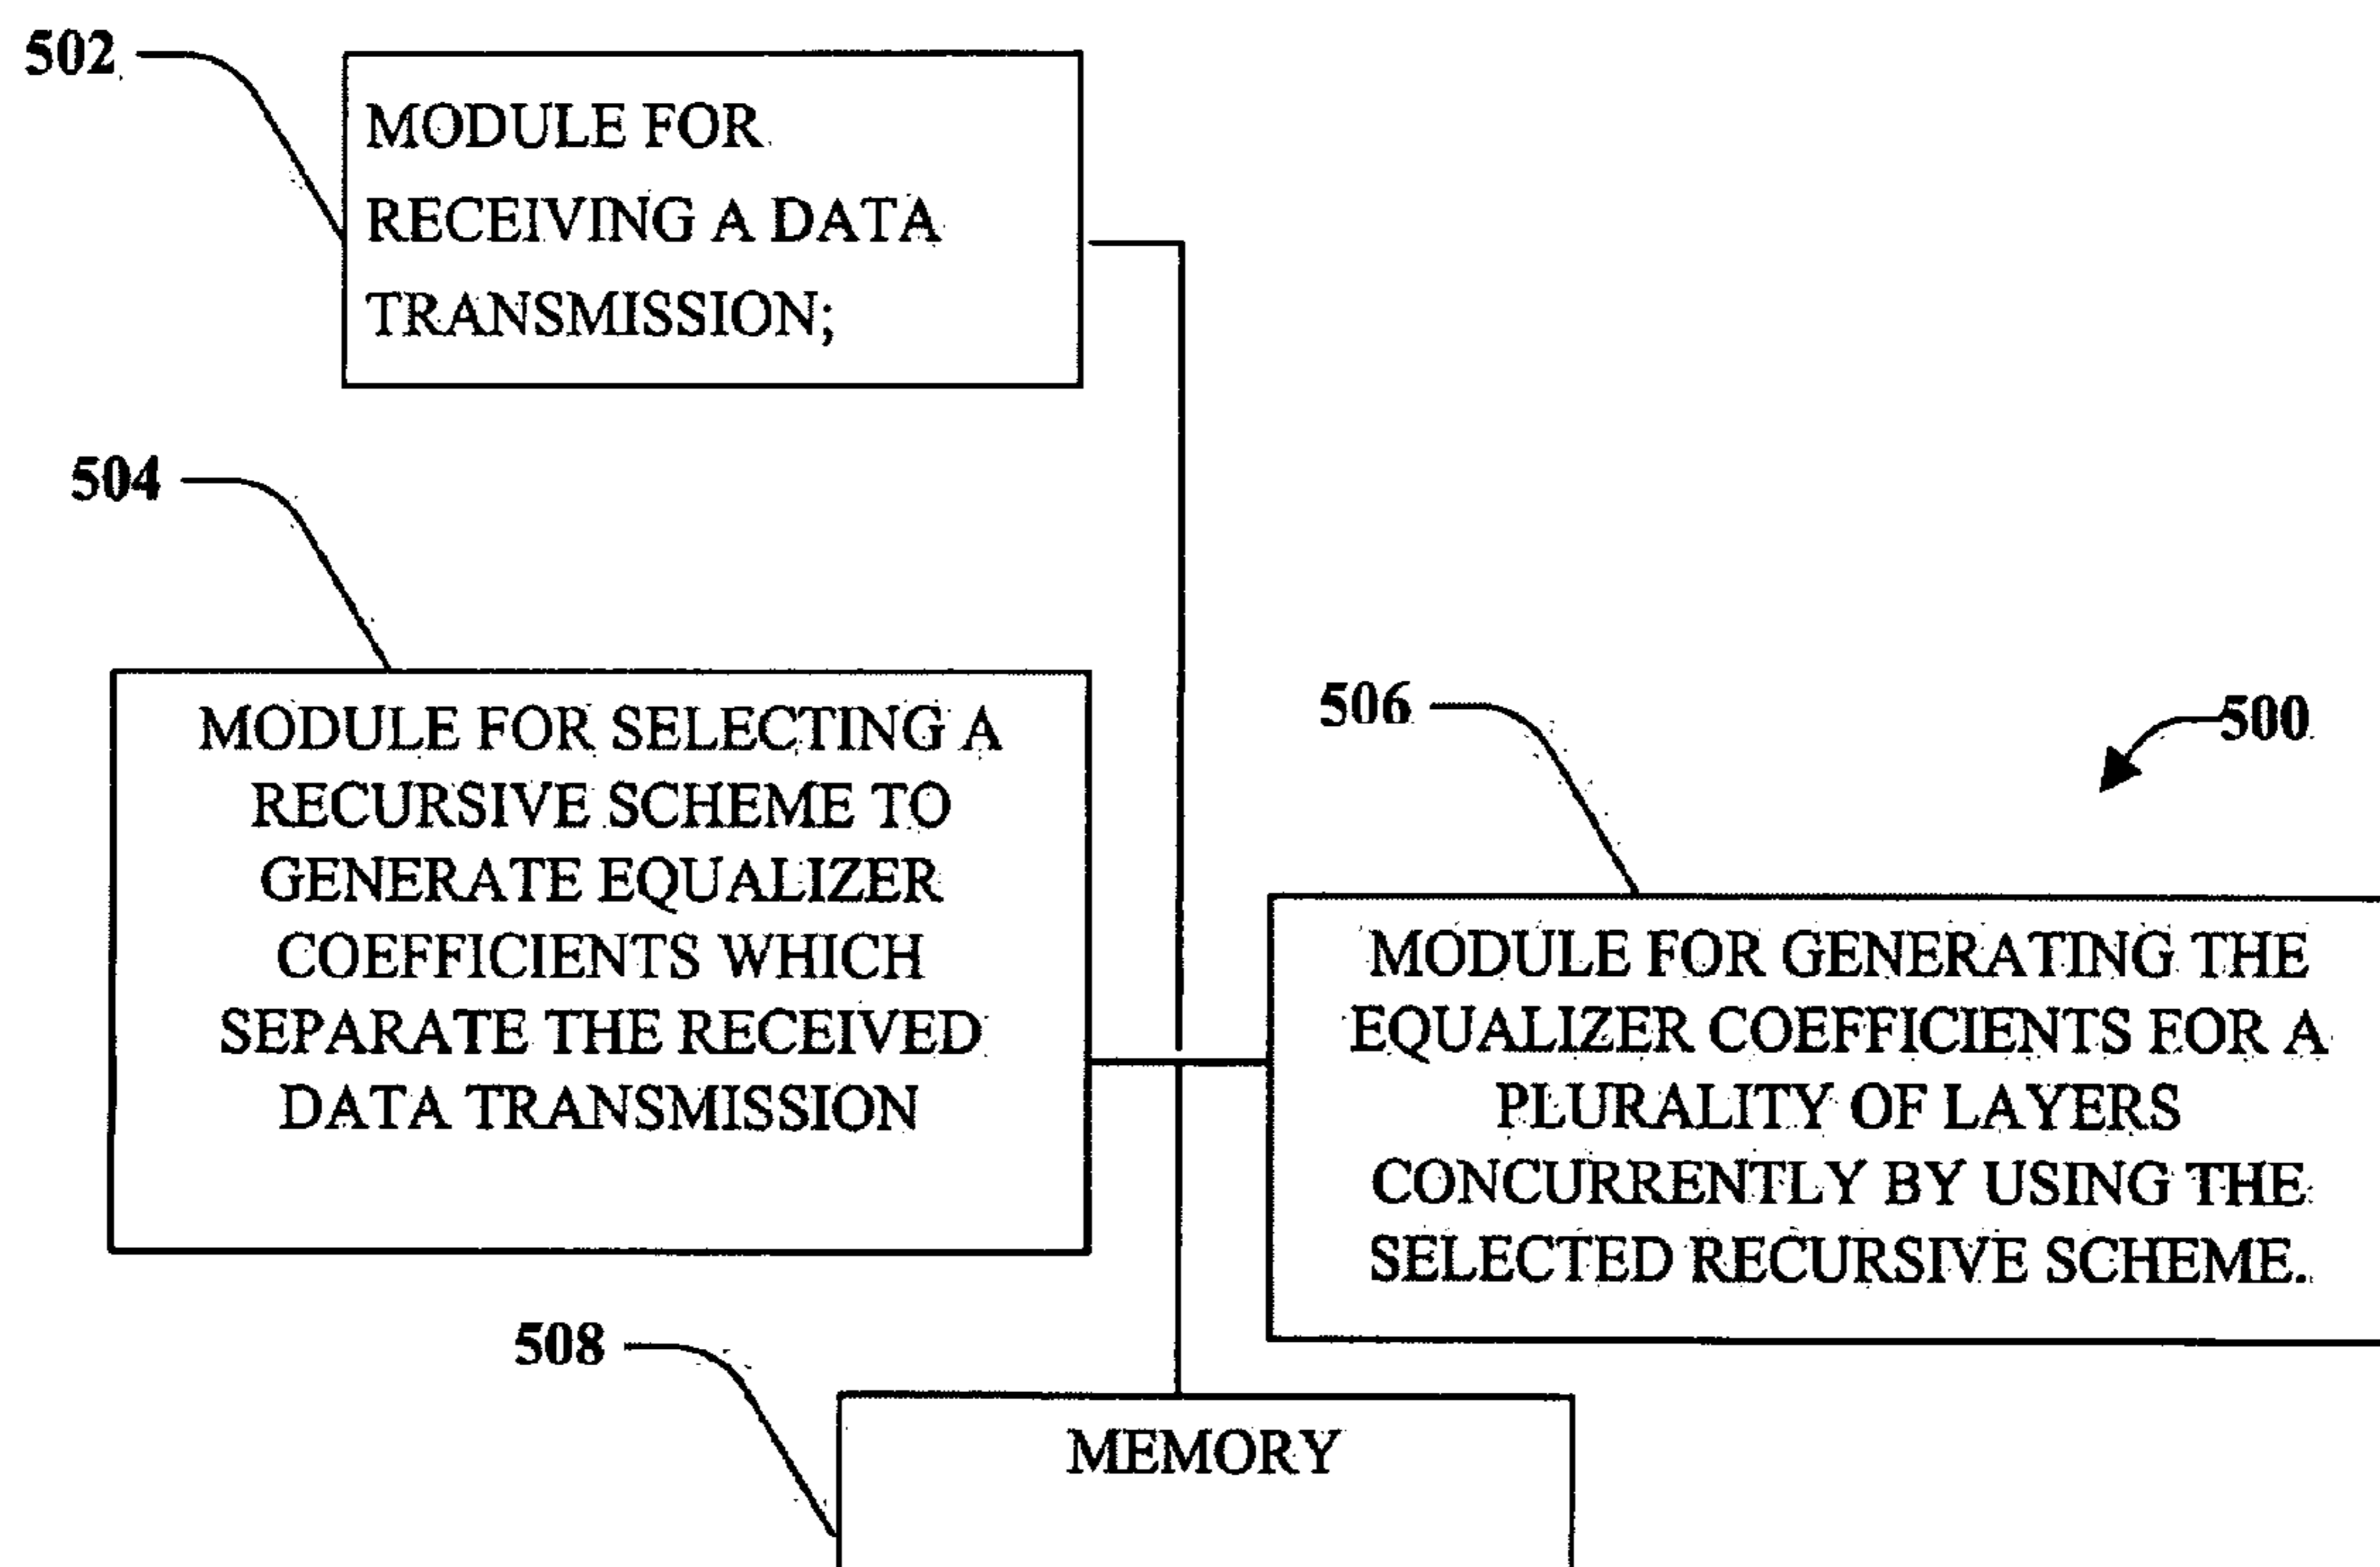 502
MODULE FOR
RECEIVING A DATA
TRANSMISSION;
504
MODULE FOR SELECTING A
RECURSIVE SCHEME TO
GENERATE EQUALIZER
COEFFICIENTS WHICH
SEPARATE THE RECEIVED
DATA TRANSMISSION
506
500
MODULE FOR GENERATING THE
EQUALIZER COEFFICIENTS FOR A
PLURALITY OF LAYERS
CONCURRENTLY BY USING THE
SELECTED RECURSIVE SCHEME.
508
MEMORY